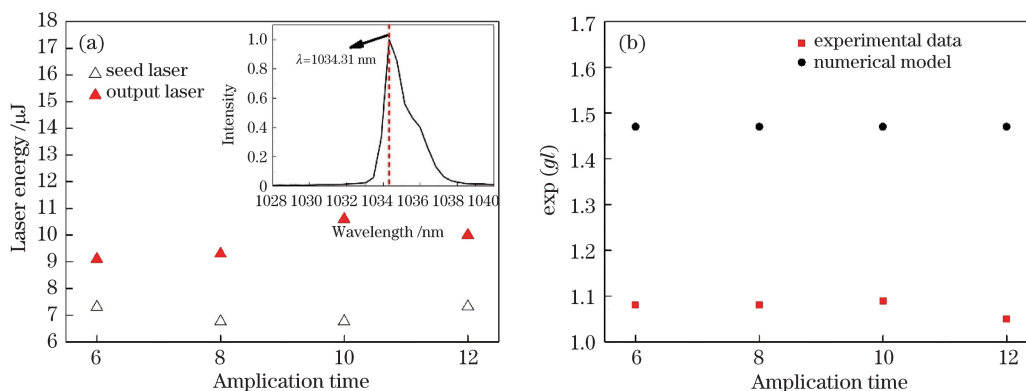 (a)
seed laser
output laser
Laser energy /μJ
18
17
16
15
14
13
12
11
10
9
8
7
6
6 8 10 12
Amplication time
λ=1034.31 nm
Intensity
1.0
0.8
0.6
0.4
0.2
0
1028 1030 1032 1034 1036 1038 1040
Wavelength /nm
(b)
experimental data
numerical model
exp (gl)
1.6
1.5
1.4
1.3
1.2
1.1
1.0
6 8 10 12
Amplication time